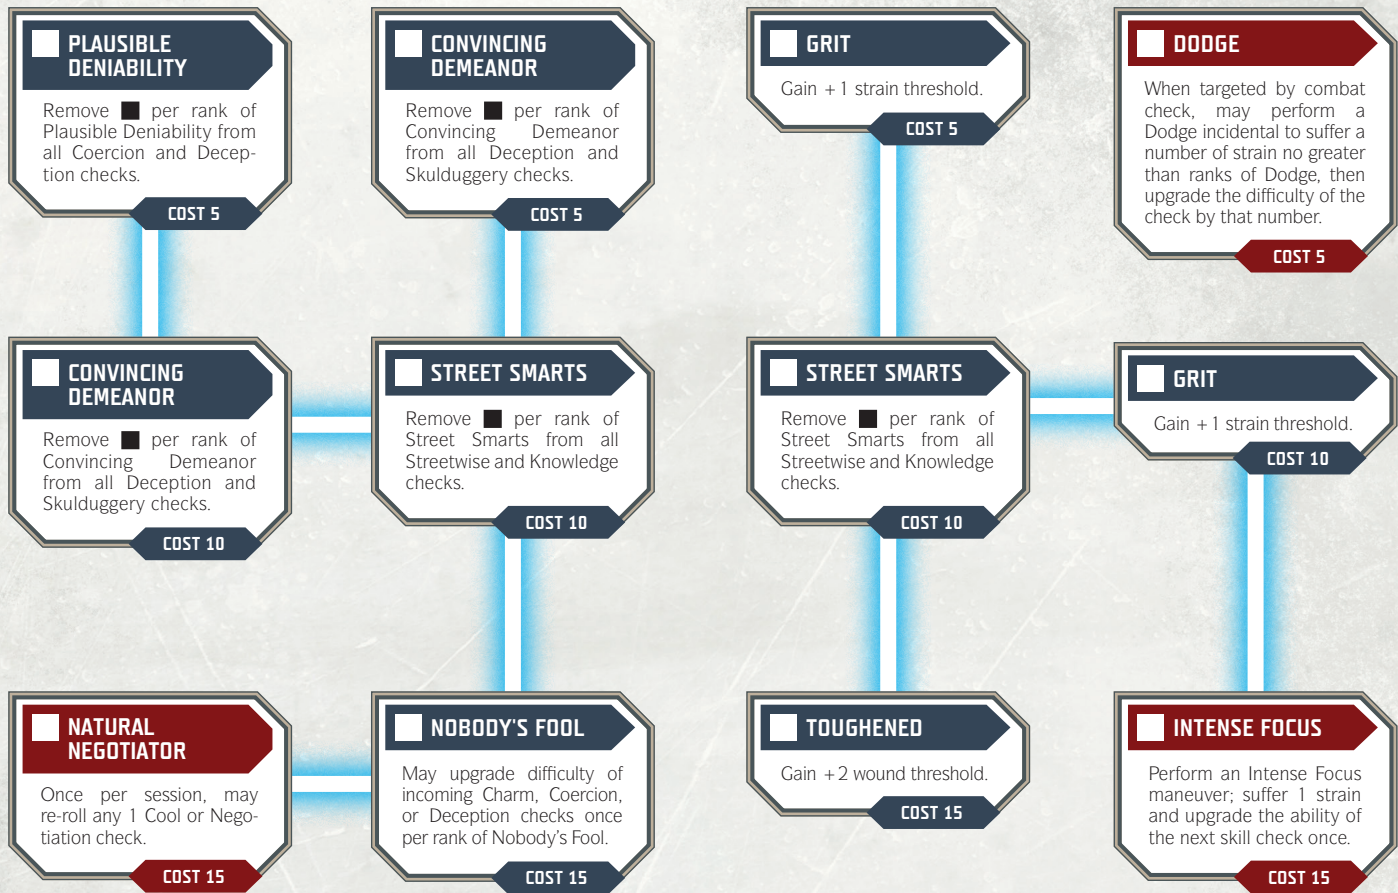 PLAUSIBLE
DENIABILITY
Remove ■ per rank of
Plausible Deniability from
all Coercion and Decep-
tion checks.
COST 5
CONVINCING
DEMEANOR
Remove ■ per rank of
Convincing Demeanor
from all Deception and
Skulduggery checks.
COST 5
GRIT
Gain +1 strain threshold.
COST 5
DODGE
When targeted by combat
check, may perform a
Dodge incidental to suffer a
number of strain no greater
than ranks of Dodge, then
upgrade the difficulty of the
check by that number.
COST 5
CONVINCING
DEMEANOR
Remove ■ per rank of
Convincing Demeanor
from all Deception and
Skulduggery checks.
COST 10
STREET SMARTS
Remove ■ per rank of
Street Smarts from all
Streetwise and Knowledge
checks.
COST 10
STREET SMARTS
Remove ■ per rank of
Street Smarts from all
Streetwise and Knowledge
checks.
COST 10
GRIT
Gain +1 strain threshold.
COST 10
NATURAL
NEGOTIATOR
Once per session, may
re-roll any 1 Cool or Nego-
tiation check.
COST 15
NOBODY'S FOOL
May upgrade difficulty of
incoming Charm, Coercion,
or Deception checks once
per rank of Nobody's Fool.
COST 15
TOUGHENED
Gain +2 wound threshold.
COST 15
INTENSE FOCUS
Perform an Intense Focus
maneuver; suffer 1 strain
and upgrade the ability of
the next skill check once.
COST 15